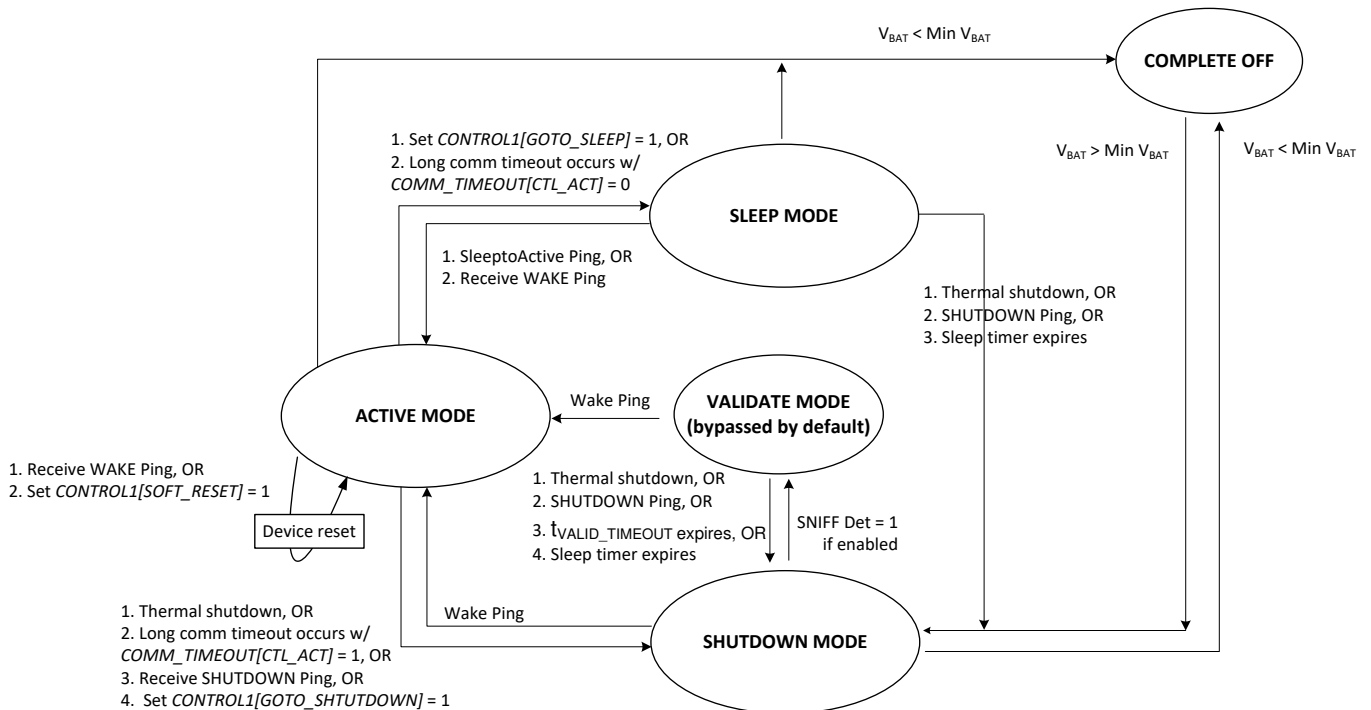 V_BAT < Min V_BAT
COMPLETE OFF
1. Set CONTROL1[GOTO_SLEEP] = 1, OR
2. Long comm timeout occurs w/
COMM_TIMEOUT[CTL_ACT] = 0
V_BAT > Min V_BAT
V_BAT < Min V_BAT
SLEEP MODE
1. SleeptoActive Ping, OR
2. Receive WAKE Ping
1. Thermal shutdown, OR
2. SHUTDOWN Ping, OR
3. Sleep timer expires
ACTIVE MODE
Wake Ping
VALIDATE MODE
(bypassed by default)
1. Receive WAKE Ping, OR
2. Set CONTROL1[SOFT_RESET] = 1
Device reset
1. Thermal shutdown, OR
2. SHUTDOWN Ping, OR
3. t_VALID_TIMEOUT expires, OR
4. Sleep timer expires
SNIFF Det = 1
if enabled
Wake Ping
SHUTDOWN MODE
1. Thermal shutdown, OR
2. Long comm timeout occurs w/
COMM_TIMEOUT[CTL_ACT] = 1, OR
3. Receive SHUTDOWN Ping, OR
4. Set CONTROL1[GOTO_SHTUTDOWN] = 1